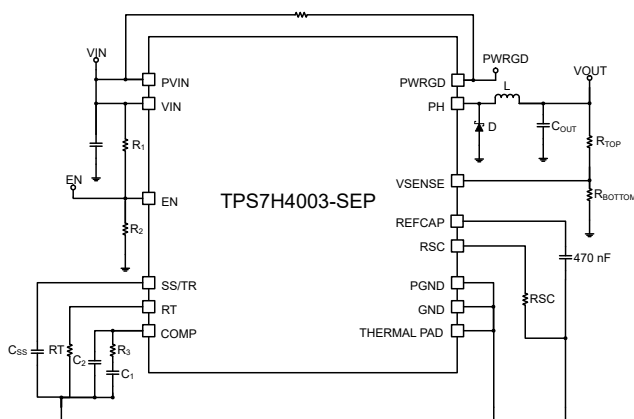 VIN
PWRGD
VOUT
PVIN
PWRGD
L
VIN
PH
D
COUT
R1
RTOP
EN
VSENSE
EN
TPS7H4003-SEP
RBOTTOM
REFCAP
R2
RSC
470 nF
SS/TR
PGND
RSC
RT
GND
COMP
THERMAL PAD
CSS
RT
C2
R3
C1